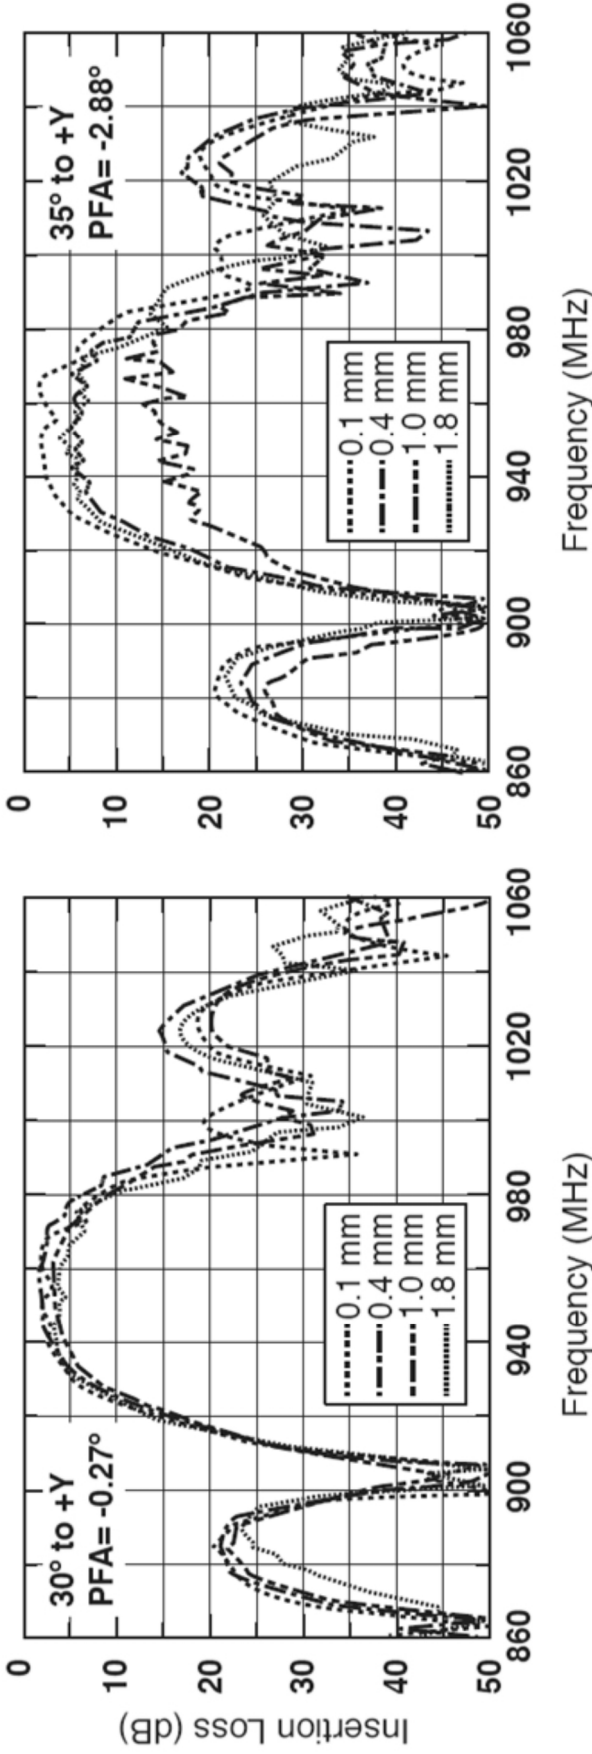 30° to +Y
PFA= -0.27°
Insertion Loss (dB)
0
10
20
30
40
50
860
900
940
980
1020
1060
Frequency (MHz)
0.1 mm
0.4 mm
1.0 mm
1.8 mm
35° to +Y
PFA= -2.88°
0
10
20
30
40
50
860
900
940
980
1020
1060
Frequency (MHz)
0.1 mm
0.4 mm
1.0 mm
1.8 mm